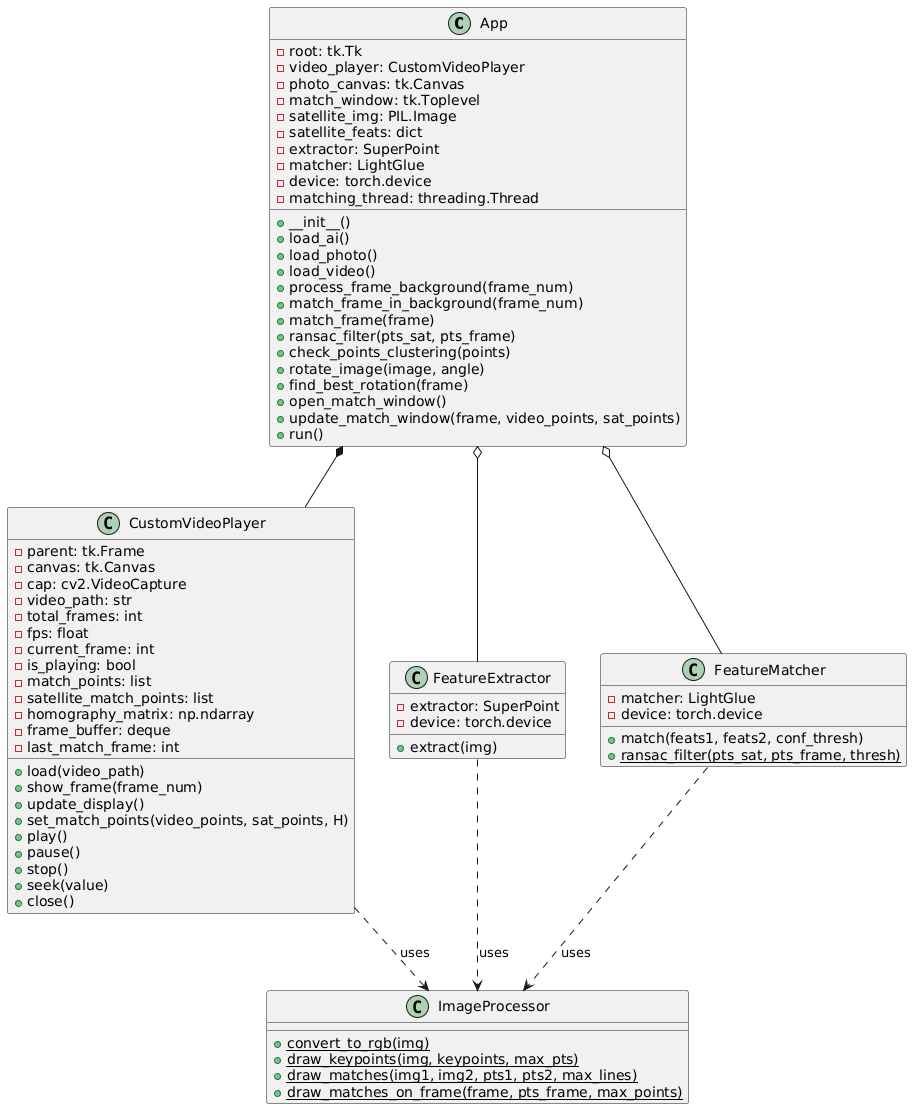 C App
root: tk.Tk
video_player: CustomVideoPlayer
photo_canvas: tk.Canvas
match_window: tk.Toplevel
satellite_img: PIL.Image
satellite_feats: dict
extractor: SuperPoint
matcher: LightGlue
device: torch.device
matching_thread: threading.Thread
__init__()
load_ai()
load_photo()
load_video()
process_frame_background(frame_num)
match_frame_in_background(frame_num)
match_frame(frame)
ransac_filter(pts_sat, pts_frame)
check_points_clustering(points)
rotate_image(image, angle)
find_best_rotation(frame)
open_match_window()
update_match_window(frame, video_points, sat_points)
run()
C CustomVideoPlayer
parent: tk.Frame
canvas: tk.Canvas
cap: cv2.VideoCapture
video_path: str
total_frames: int
fps: float
current_frame: int
is_playing: bool
match_points: list
satellite_match_points: list
homography_matrix: np.ndarray
frame_buffer: deque
last_match_frame: int
load(video_path)
show_frame(frame_num)
update_display()
set_match_points(video_points, sat_points, H)
play()
pause()
stop()
seek(value)
close()
C FeatureExtractor
extractor: SuperPoint
device: torch.device
extract(img)
C FeatureMatcher
matcher: LightGlue
device: torch.device
match(feats1, feats2, conf_thresh)
ransac_filter(pts_sat, pts_frame, thresh)
uses
uses
uses
C ImageProcessor
convert_to_rgb(img)
draw_keypoints(img, keypoints, max_pts)
draw_matches(img1, img2, pts1, pts2, max_lines)
draw_matches_on_frame(frame, pts_frame, max_points)